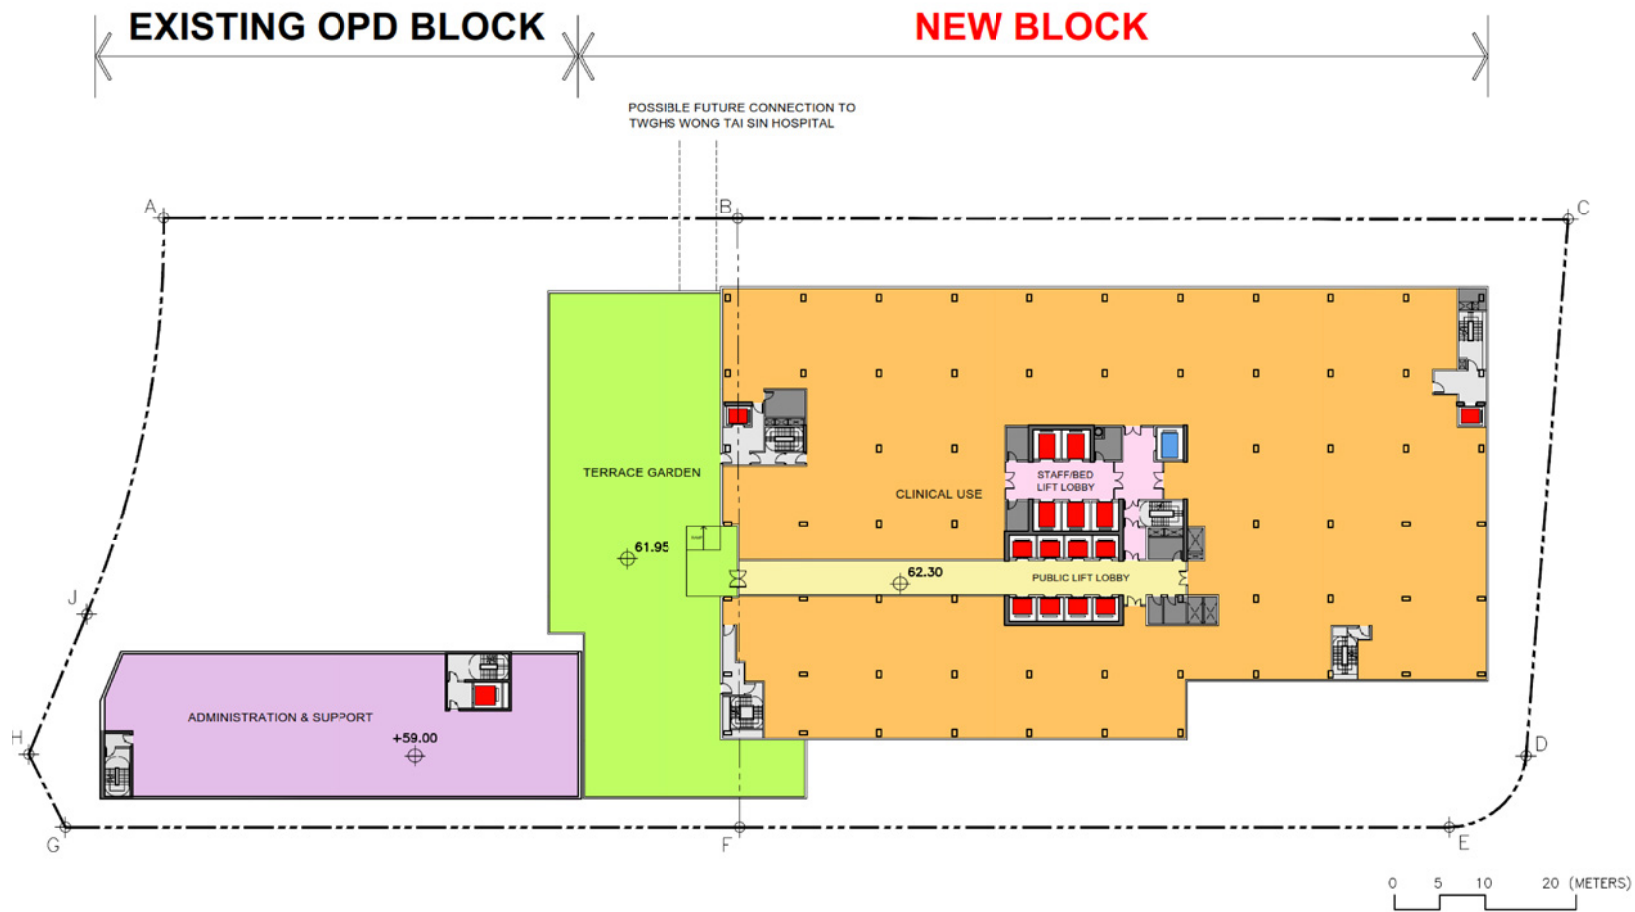 EXISTING OPD BLOCK
NEW BLOCK
POSSIBLE FUTURE CONNECTION TO
TWGHS WONG TAI SIN HOSPITAL
A
B
C
TERRACE GARDEN
CLINICAL USE
STAFF/BED
LIFT LOBBY
61.95
62.30
PUBLIC LIFT LOBBY
J
ADMINISTRATION & SUPPORT
+59.00
H
D
G
F
E
0 5 10 20 (METERS)